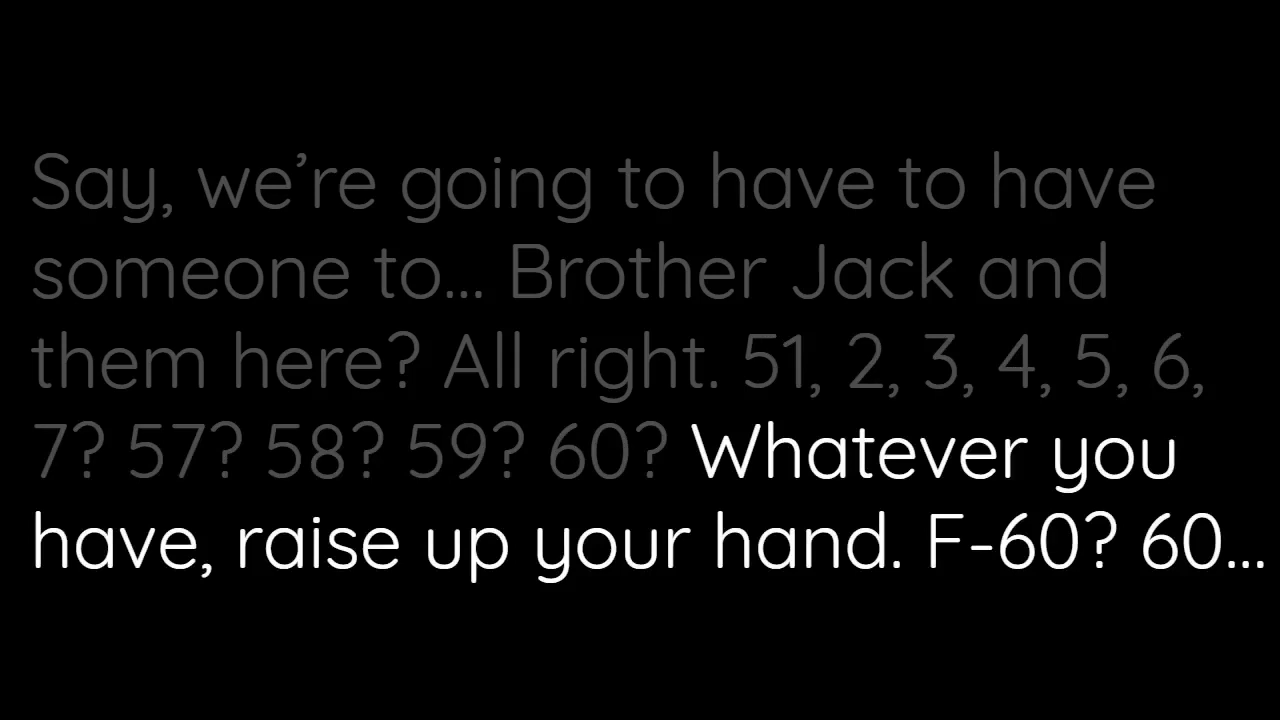 Say, we’re going to have to have
someone to... Brother Jack and
them here? All right. 51, 2, 3, 4, 5, 6,
7? 57? 58? 59? 60? Whatever you
have, raise up your hand. F-60? 60...